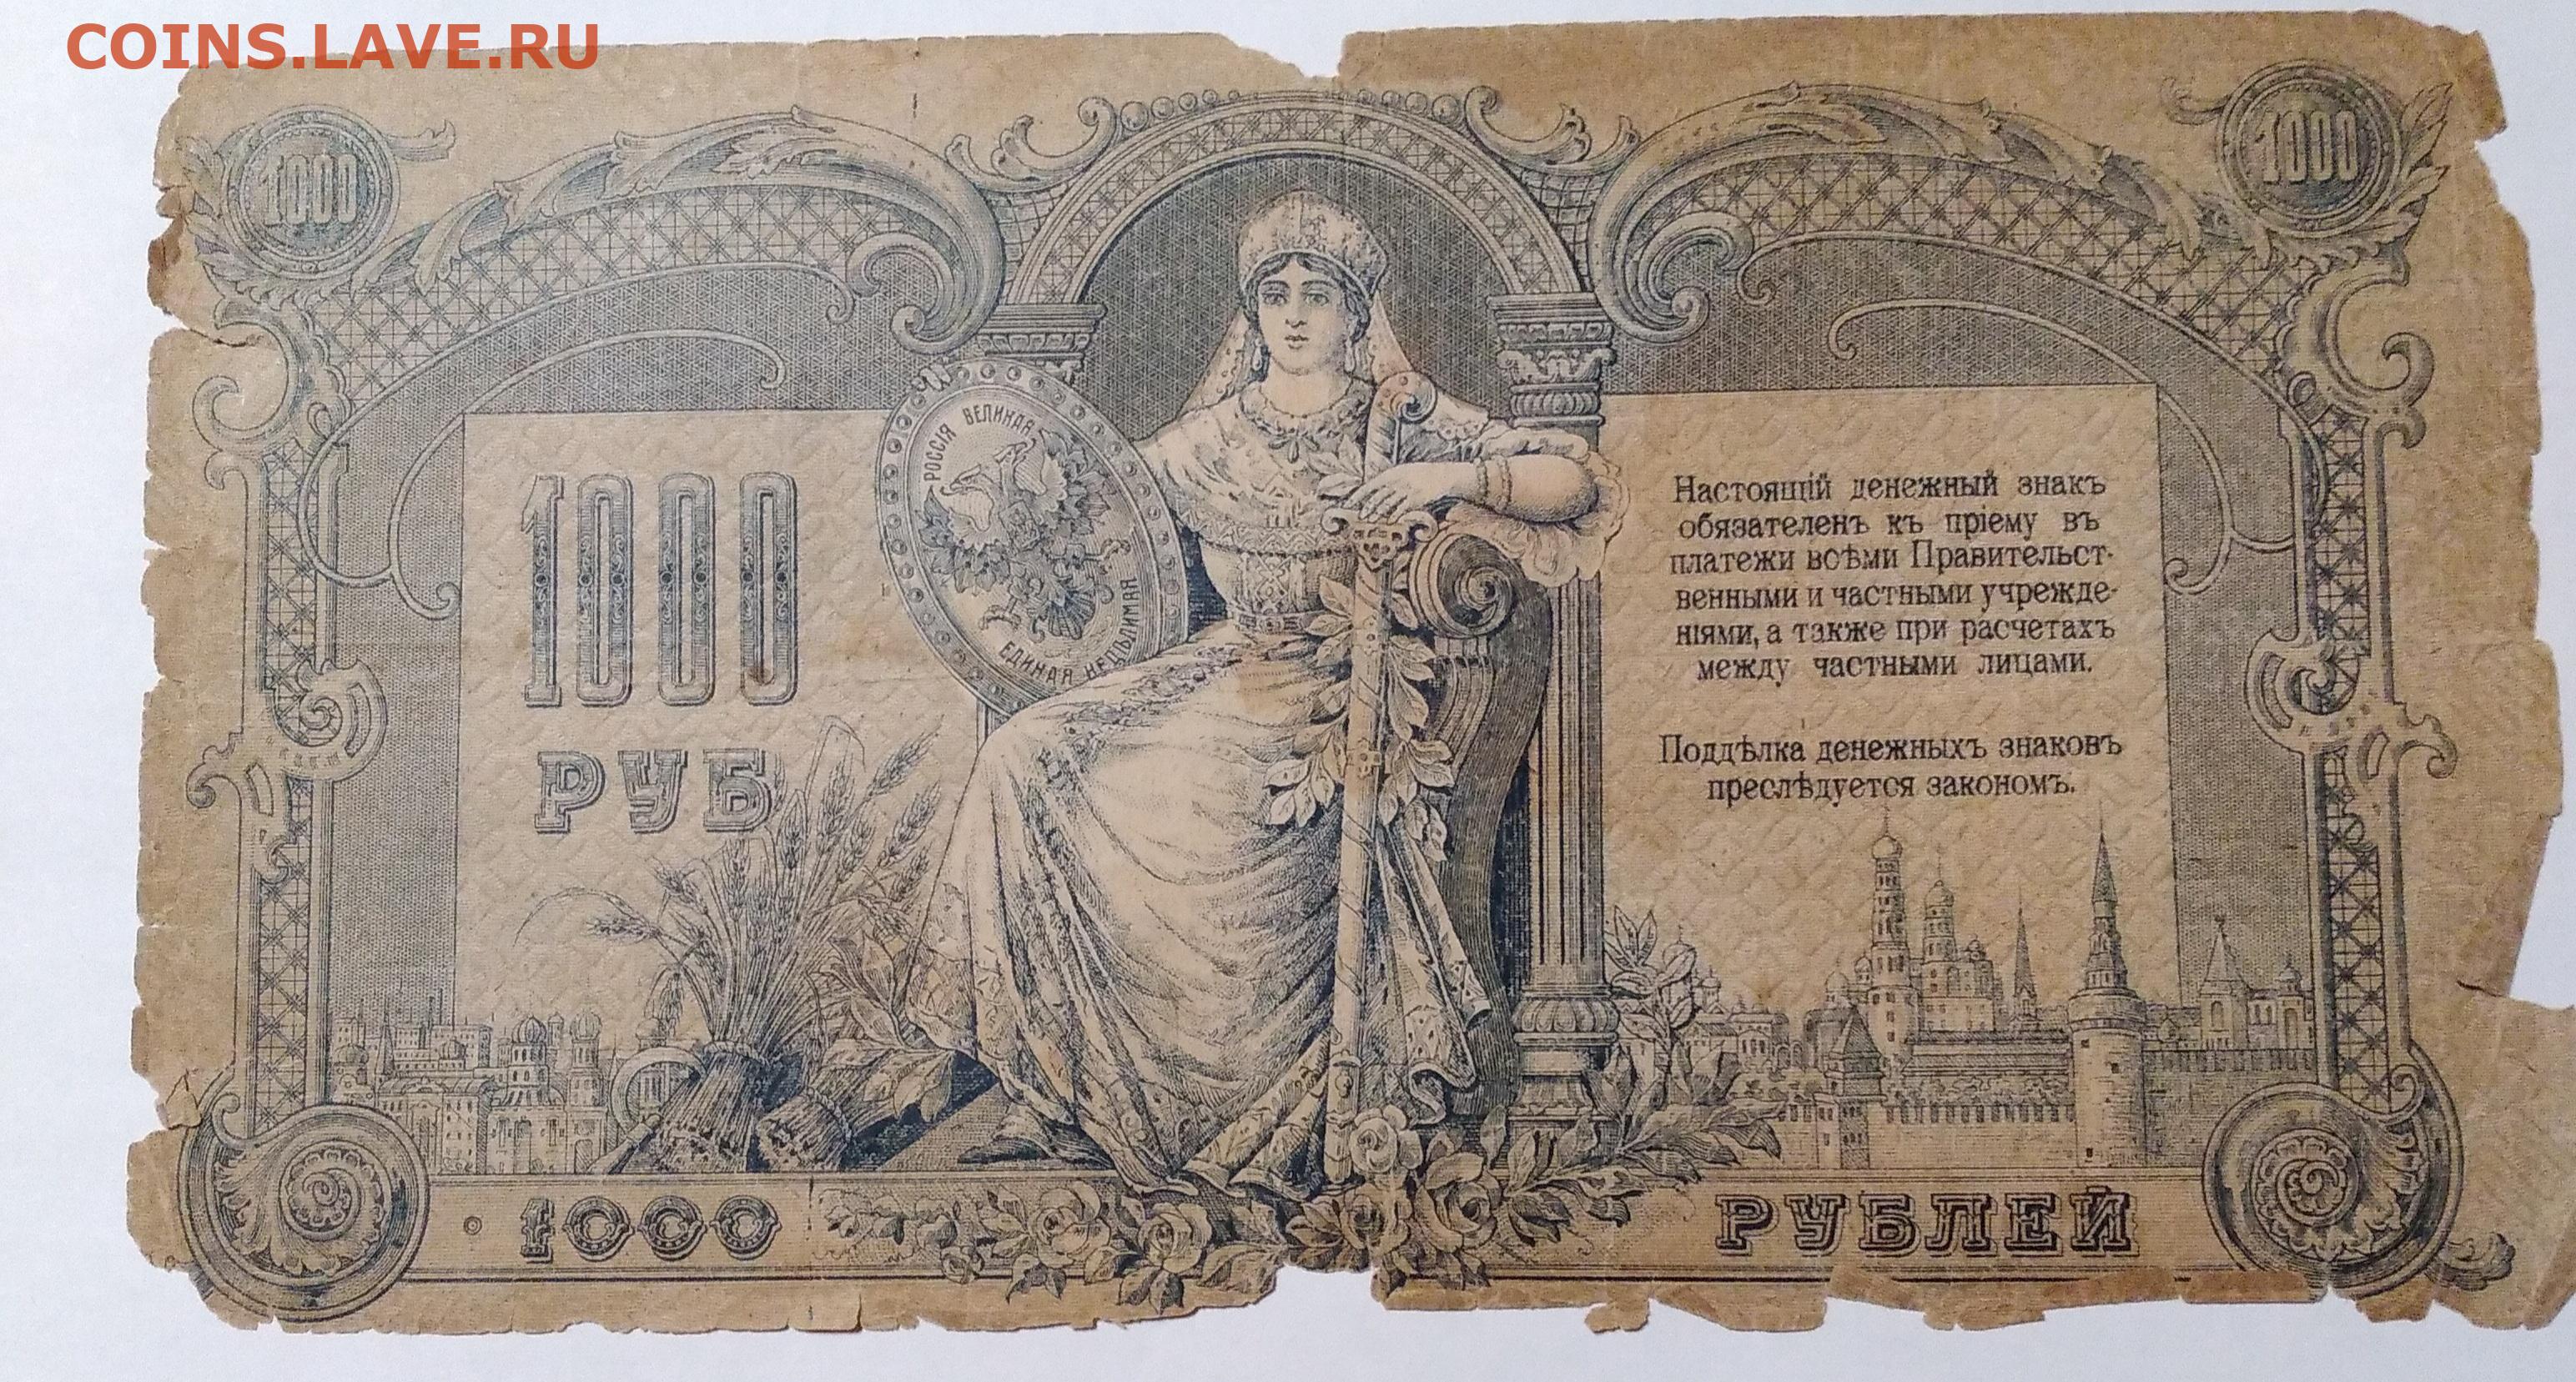 COINS.LAVE.RU
1000
1000
РОССІЯ ВЕЛИКАЯ
ЕДИНАЯ НЕДѢЛИМАЯ
1000
РУБ
Настоящій денежный знакъ
обязателенъ къ пріему въ
платежи всѣми Правительст-
венными и частными учрежде-
ніями, а также при расчетахъ
между частными лицами.
Поддѣлка денежныхъ знаковъ
преслѣдуется закономъ.
1000
РУБЛЕЙ